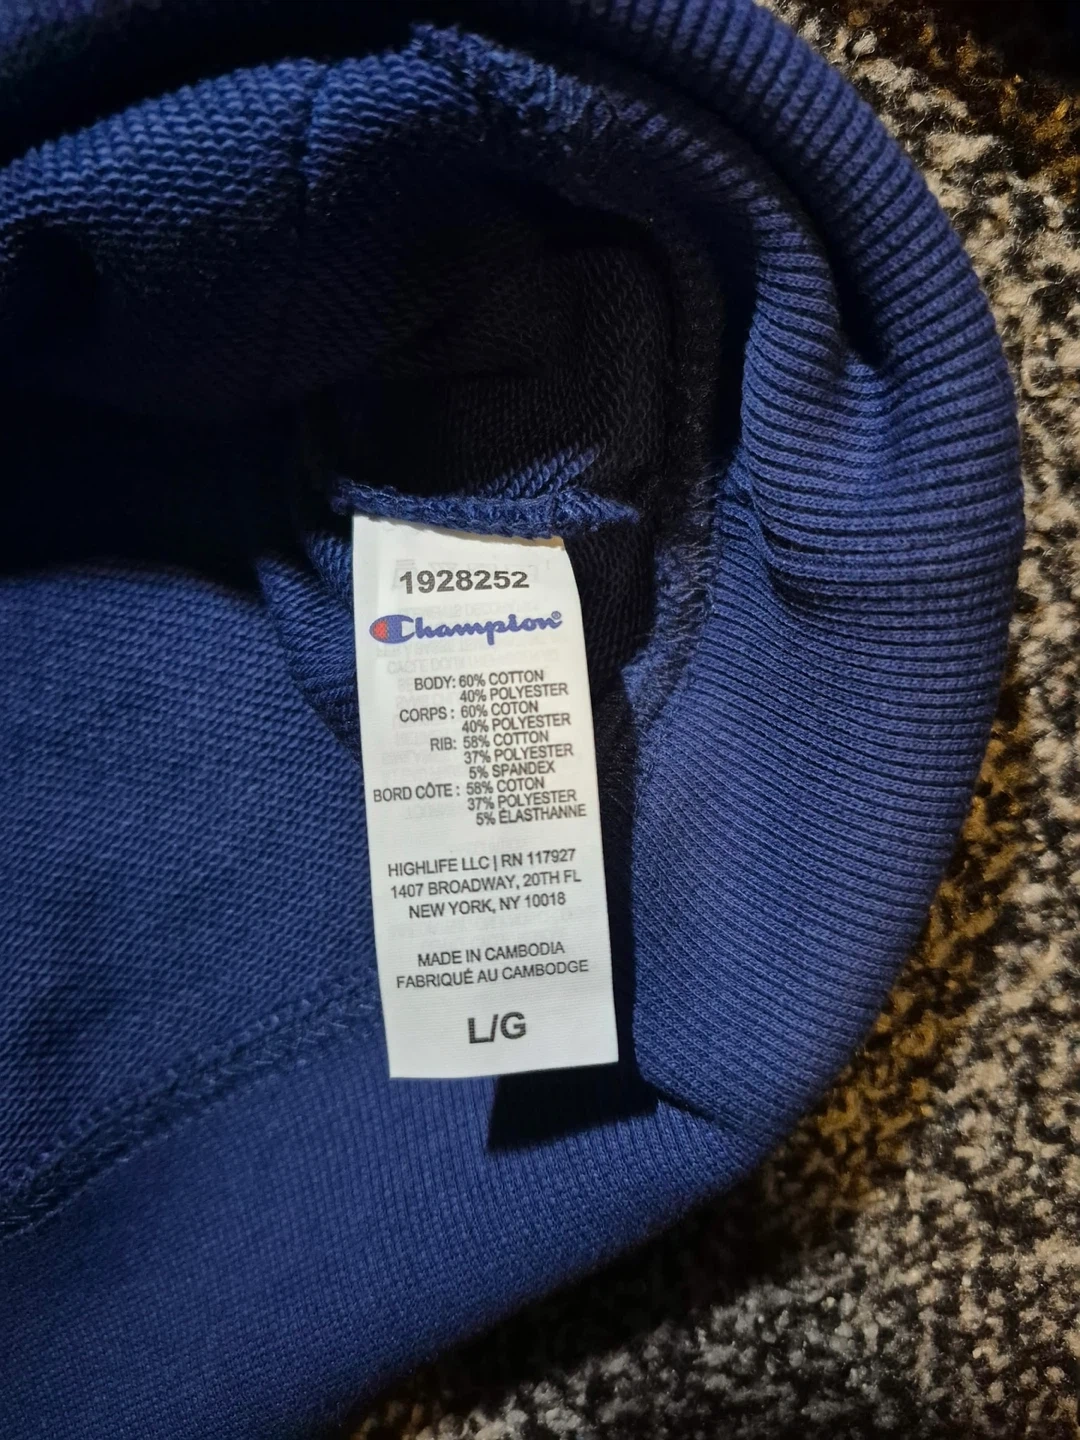 1928252
Champion®
BODY: 60% COTTON
40% POLYESTER
CORPS : 60% COTON
40% POLYESTER
RIB: 58% COTTON
37% POLYESTER
5% SPANDEX
BORD CÔTE : 58% COTON
37% POLYESTER
5% ÉLASTHANNE
HIGHLIFE LLC | RN 117927
1407 BROADWAY, 20TH FL
NEW YORK, NY 10018
MADE IN CAMBODIA
FABRIQUÉ AU CAMBODGE
L/G